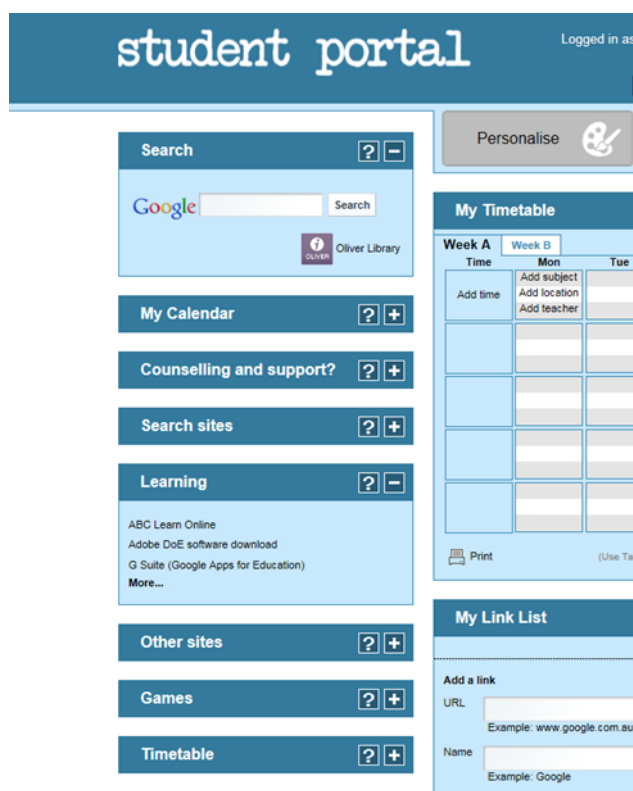 student portal
Logged in as
Search
?
Google
Search
OLIVER
Oliver Library
My Calendar
?
Counselling and support?
?
Search sites
?
Learning
?
ABC Learn Online
Adobe DoE software download
G Suite (Google Apps for Education)
More...
Other sites
?
Games
?
Timetable
?
Personalise
My Timetable
Week A Week B
Time Mon Tue
Add time
Add subject
Add location
Add teacher
Print
(Use Ta
My Link List
Add a link
URL
Example: www.google.com.au
Name
Example: Google